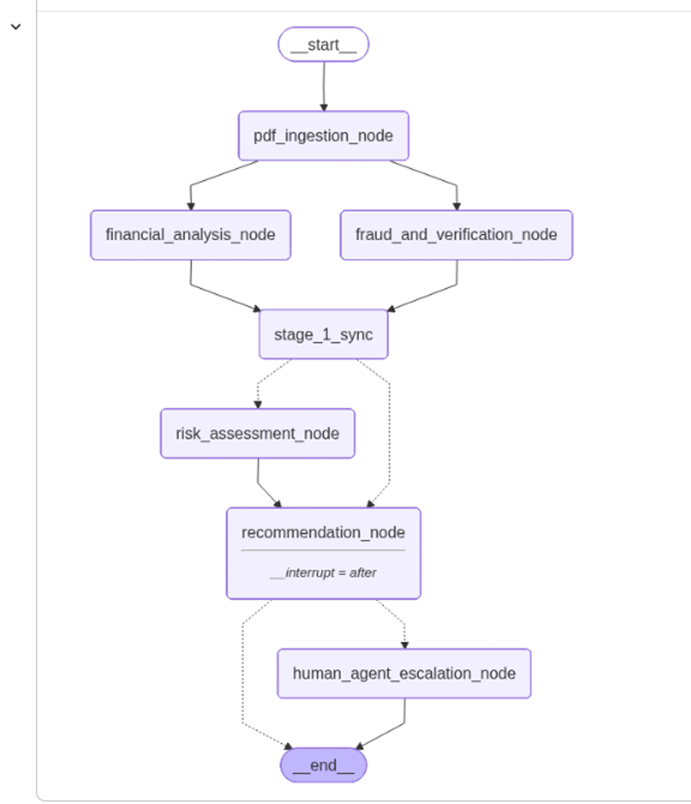 __start__
pdf_ingestion_node
financial_analysis_node
fraud_and_verification_node
stage_1_sync
risk_assessment_node
recommendation_node
__interrupt = after
human_agent_escalation_node
__end__